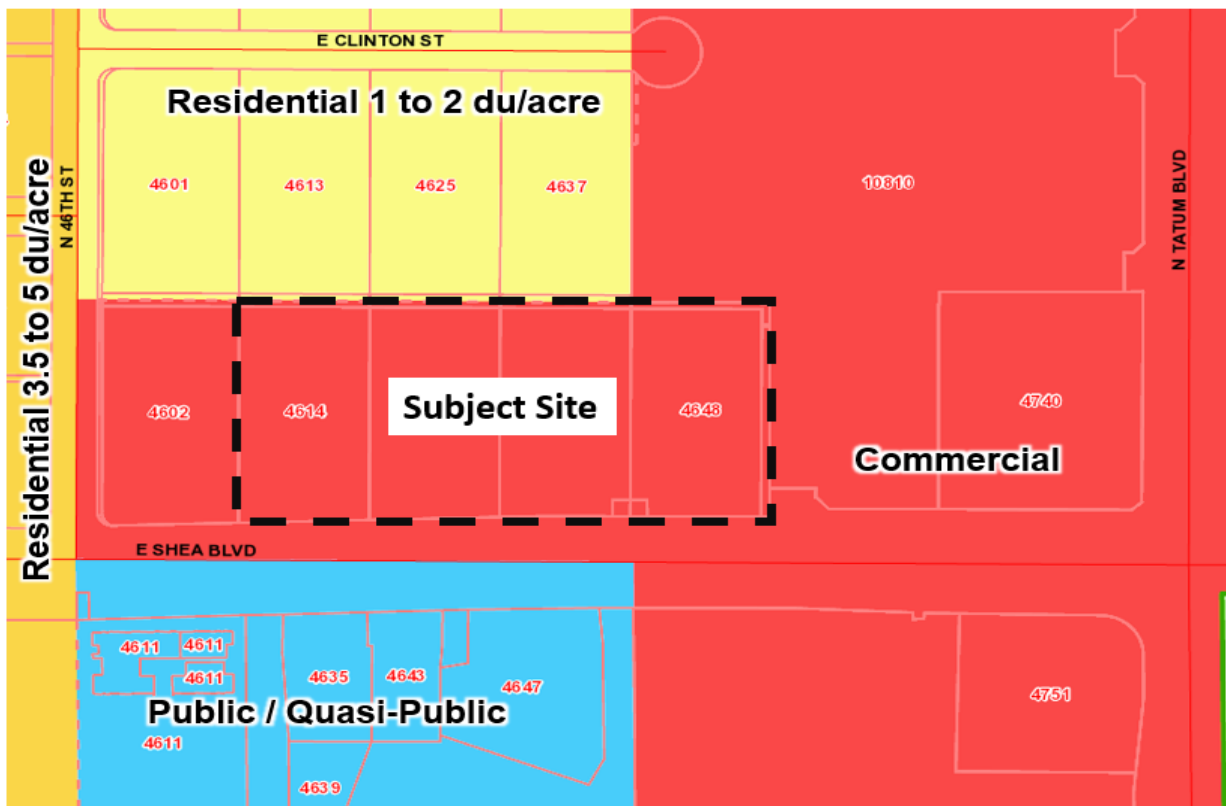 E CLINTON ST
Residential 1 to 2 du/acre
4601
4613
4625
4637
10810
N 46TH ST
N TATUM BLVD
Residential 3.5 to 5 du/acre
4602
4614
Subject Site
4648
4740
Commercial
E SHEA BLVD
4611
4611
4611
4635
4643
4647
4751
Public / Quasi-Public
4611
4639